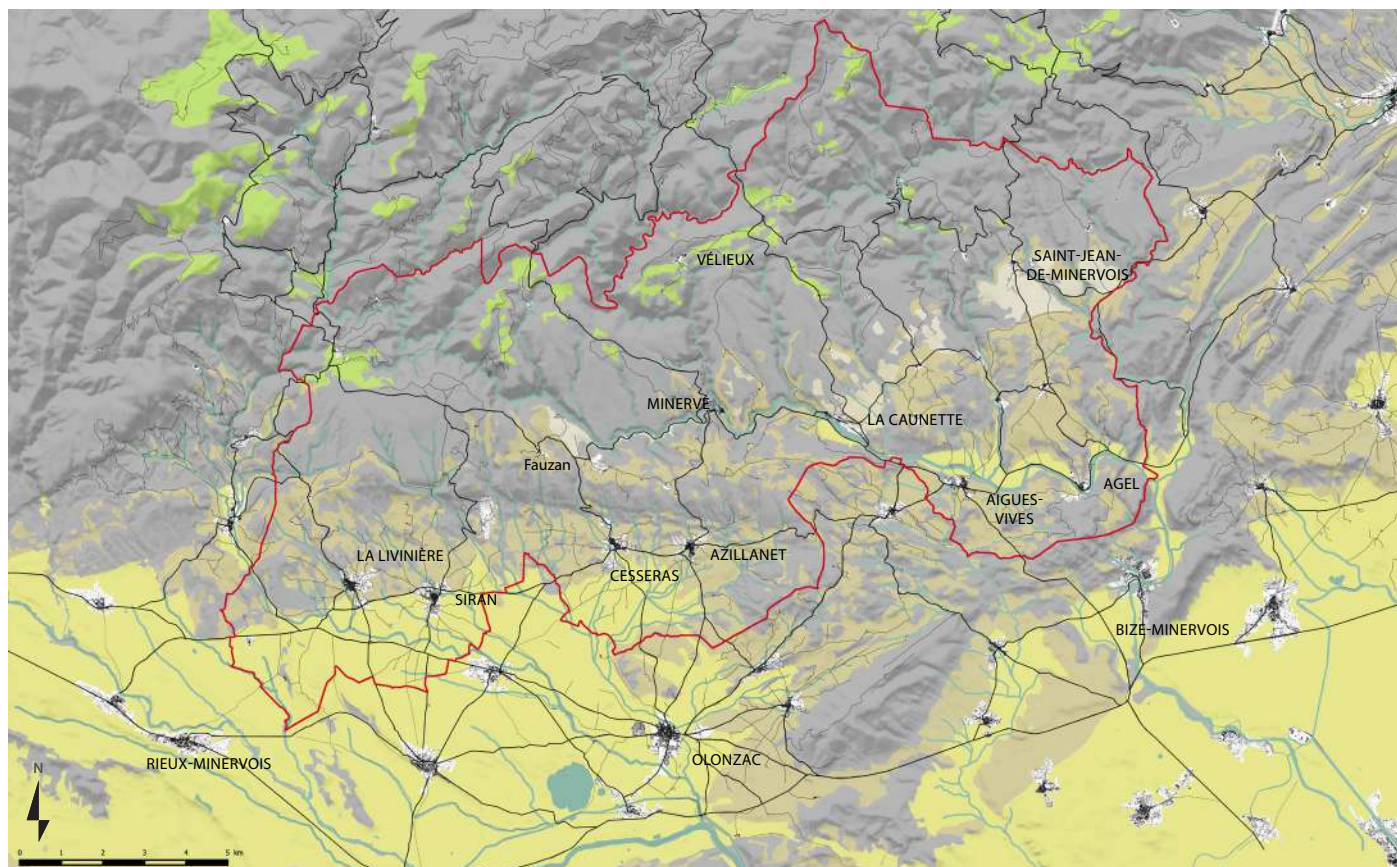 VÉLIEUX
SAINT-JEAN-
DE-MINERVOIS
MINERVE
LA CAUNETTE
Fauzan
AGEL
AIGUES-
VIVES
LA LIVINIÈRE
AZILLANET
CESSERAS
SIRAN
BIZE-MINERVOIS
OLONZAC
RIEUX-MINERVOIS
N
0 1 2 3 4 5 km